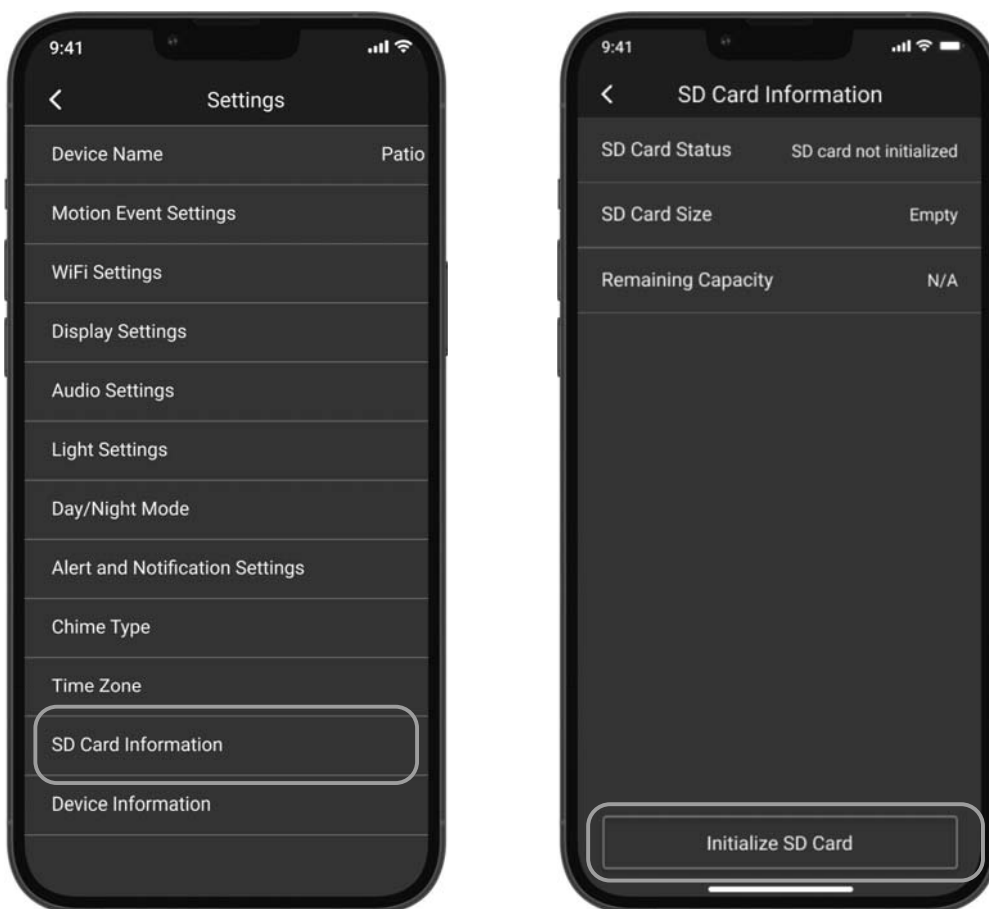 9:41
Settings
Device Name Patio
Motion Event Settings
WiFi Settings
Display Settings
Audio Settings
Light Settings
Day/Night Mode
Alert and Notification Settings
Chime Type
Time Zone
SD Card Information
Device Information
9:41
SD Card Information
SD Card Status SD card not initialized
SD Card Size Empty
Remaining Capacity N/A
Initialize SD Card